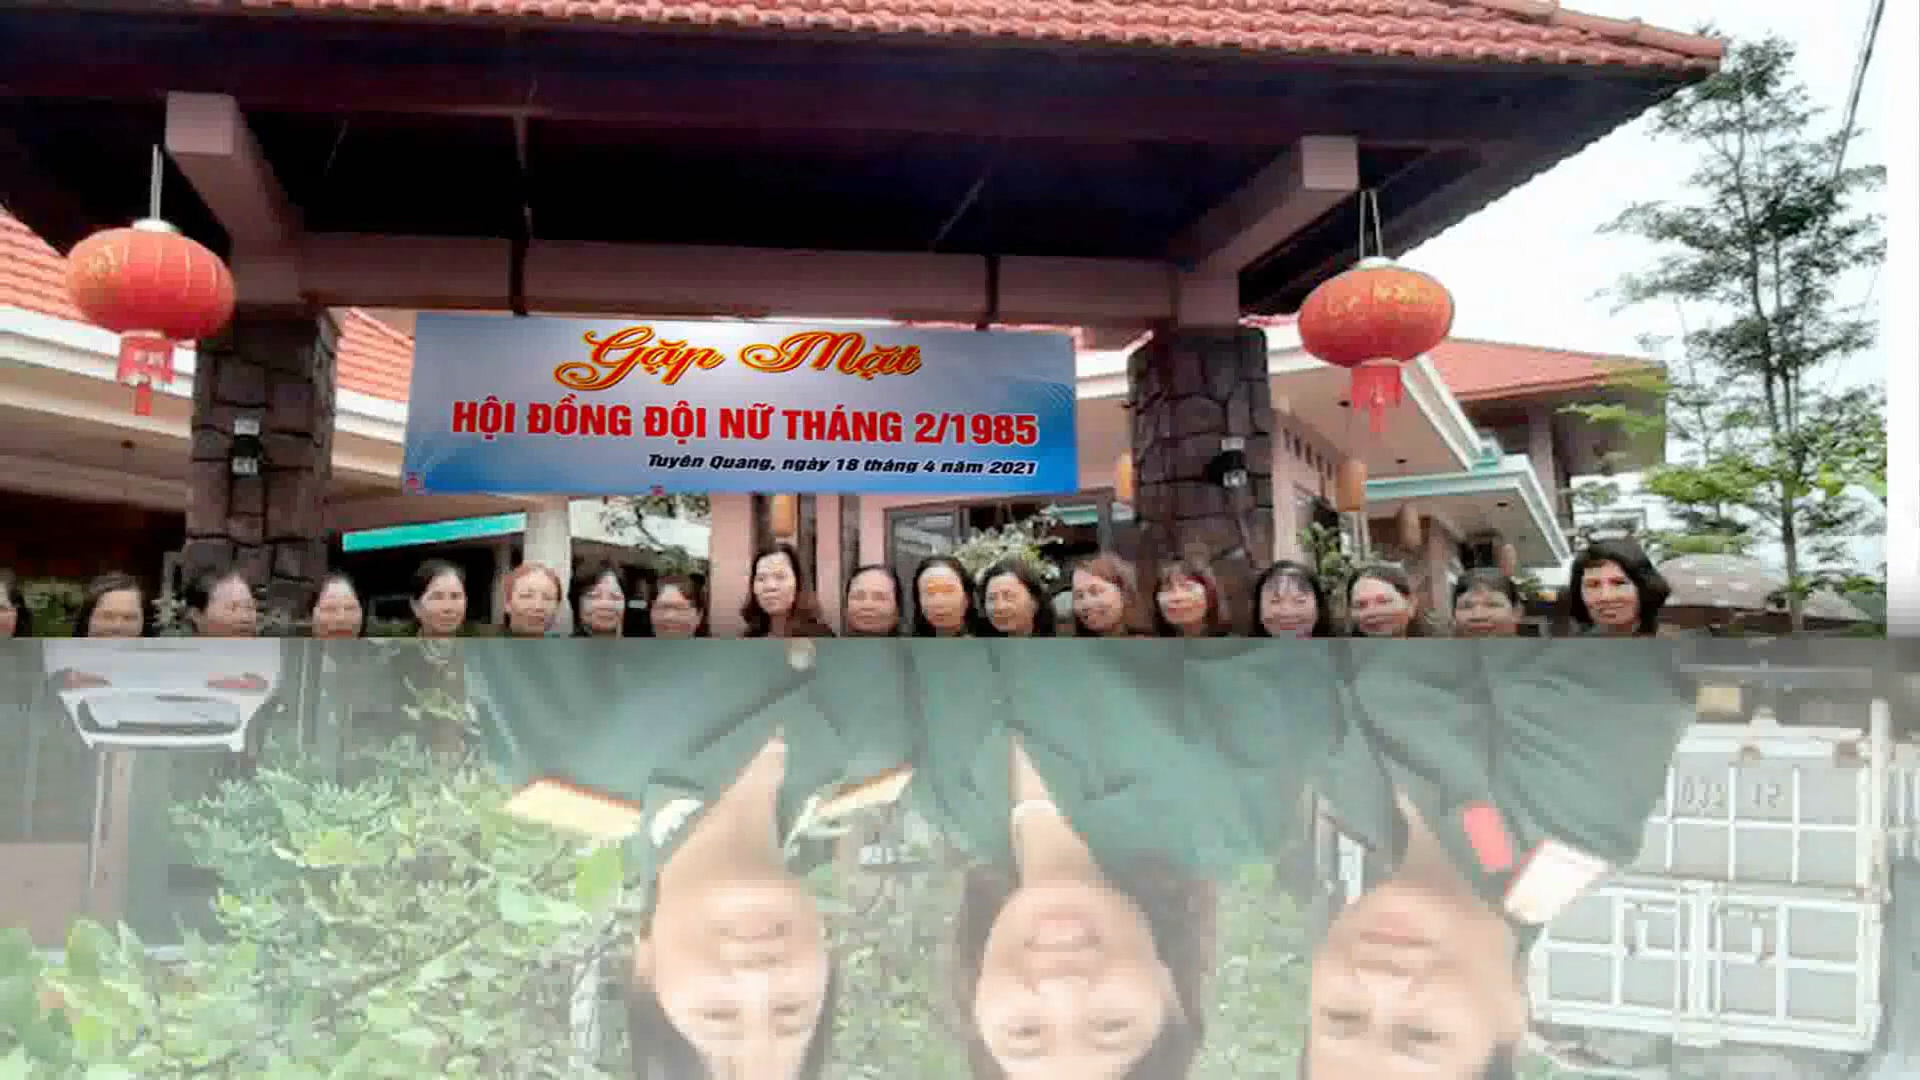 Gặp Mặt
HỘI ĐỒNG ĐỘI NỮ THÁNG 2/1985
Tuyên Quang, ngày 18 tháng 4 năm 2021